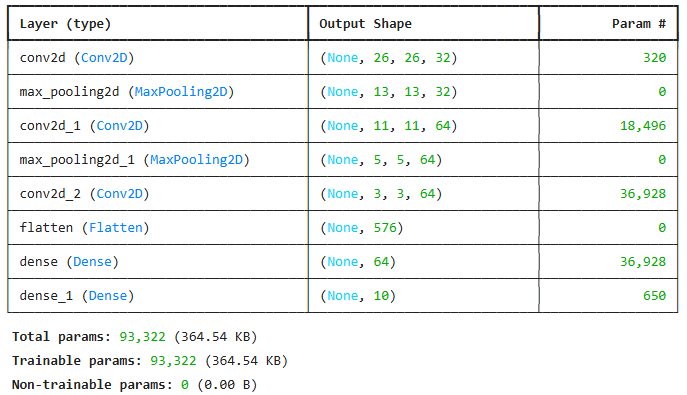 Layer (type) Output Shape Param #
conv2d (Conv2D) (None, 26, 26, 32) 320
max_pooling2d (MaxPooling2D) (None, 13, 13, 32) 0
conv2d_1 (Conv2D) (None, 11, 11, 64) 18,496
max_pooling2d_1 (MaxPooling2D) (None, 5, 5, 64) 0
conv2d_2 (Conv2D) (None, 3, 3, 64) 36,928
flatten (Flatten) (None, 576) 0
dense (Dense) (None, 64) 36,928
dense_1 (Dense) (None, 10) 650
Total params: 93,322 (364.54 KB)
Trainable params: 93,322 (364.54 KB)
Non-trainable params: 0 (0.00 B)